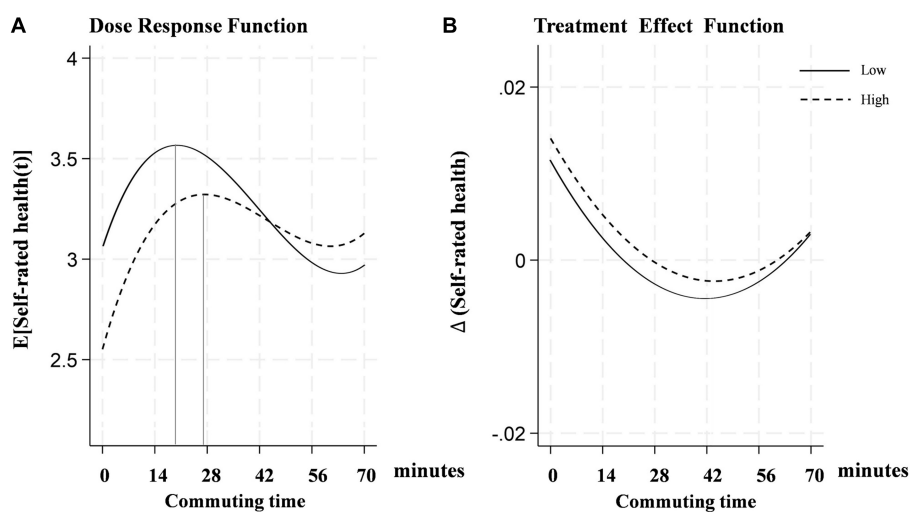 A Dose Response Function
4
3.5
3
2.5
E[Self-rated health(t)]
0 14 28 42 56 70 minutes
Commuting time
B Treatment Effect Function
Low
High
.02
0
-.02
Δ (Self-rated health)
0 14 28 42 56 70 minutes
Commuting time